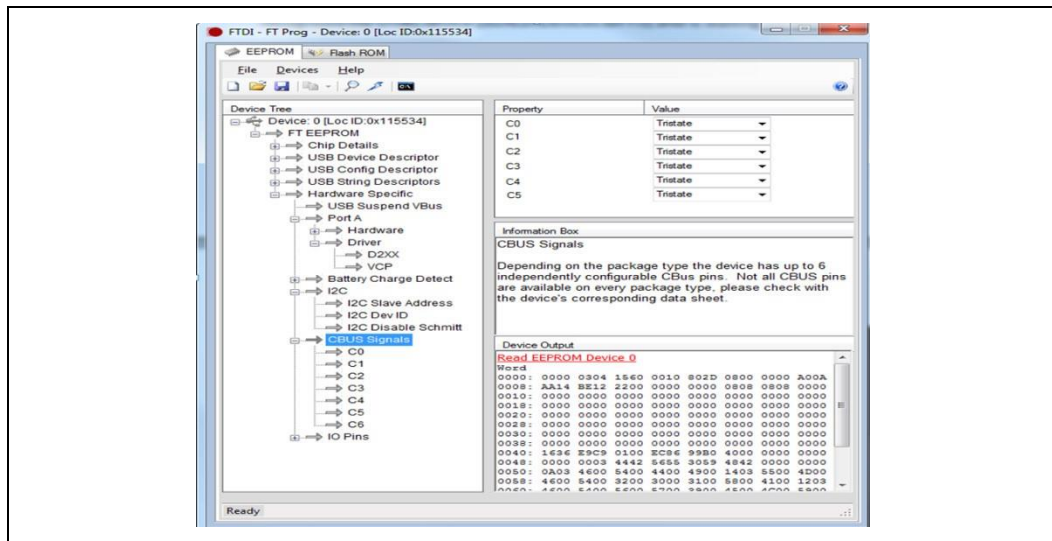 FTDI - FT Prog - Device: 0 [Loc ID:0x115534]
EEPROM Flash ROM
File Devices Help
Device Tree
Device: 0 [Loc ID:0x115534]
FT EEPROM
Chip Details
USB Device Descriptor
USB Config Descriptor
USB String Descriptors
Hardware Specific
USB Suspend VBus
Port A
Hardware
Driver
D2XX
VCP
Battery Charge Detect
I2C
I2C Slave Address
I2C Dev ID
I2C Disable Schmitt
CBUS Signals
C0
C1
C2
C3
C4
C5
C6
IO Pins
Property Value
C0 Tristate
C1 Tristate
C2 Tristate
C3 Tristate
C4 Tristate
C5 Tristate
Information Box
CBUS Signals
Depending on the package type the device has up to 6
independently configurable CBus pins. Not all CBUS pins
are available on every package type, please check with
the device's corresponding data sheet.
Device Output
Read EEPROM Device 0
Word
0000: 0000 0304 1560 0010 802D 0800 0000 A00A
0008: AA14 BE12 2200 0000 0000 0808 0808 0000
0010: 0000 0000 0000 0000 0000 0000 0000 0000
0018: 0000 0000 0000 0000 0000 0000 0000 0000
0020: 0000 0000 0000 0000 0000 0000 0000 0000
0028: 0000 0000 0000 0000 0000 0000 0000 0000
0030: 0000 0000 0000 0000 0000 0000 0000 0000
0038: 0000 0000 0000 0000 0000 0000 0000 0000
0040: 1636 E9C9 0100 EC86 99B0 4000 0000 0000
0048: 0000 0003 4442 5655 3059 4842 0000 0000
0050: 0A03 4600 5400 4400 4900 1403 5500 4D00
0058: 4600 5400 3200 3000 3100 5800 4100 1203
Ready